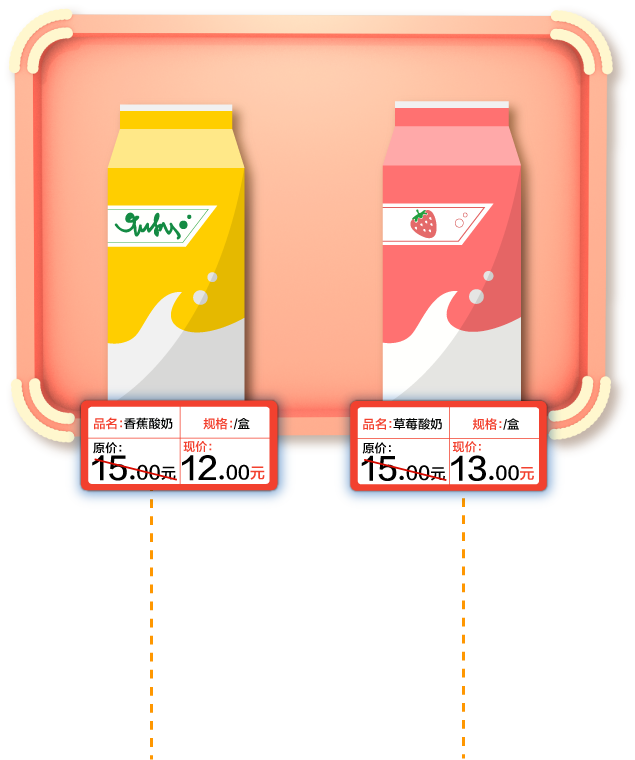 Ruby
品名:香蕉酸奶 规格:/盒
原价: 现价:
15.00元 12.00元
品名:草莓酸奶 规格:/盒
原价: 现价:
15.00元 13.00元